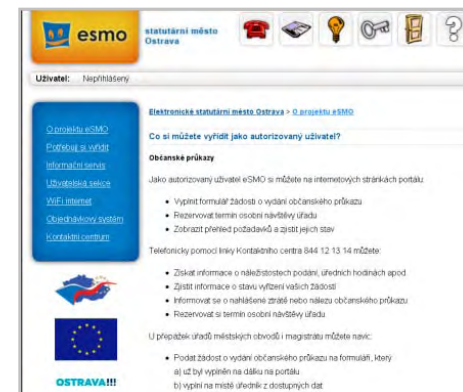 esmo
statutární město
Ostrava
Uživatel: Nepřihlášený
Elektronické statutární město Ostrava > O projektu eSMO
O projektu eSMO
Potřebuji si vyřídit
Informační servis
Uživatelská sekce
WiFi internet
Objednávkový systém
Kontaktní centrum
OSTRAVA!!!
Co si můžete vyřídit jako autorizovaný uživatel?
Občanské průkazy
Jako autorizovaný uživatel eSMO si můžete na internetových stránkách portálu:
• Vyplnit formulář žádosti o vydání občanského průkazu
• Rezervovat termín osobní návštěvy úřadu
• Zobrazit přehled požadavků a zjistit jejich stav
Telefonicky pomocí linky Kontaktního centra 844 12 13 14 můžete:
• Získat informace o náležitostech podání, úředních hodinách apod
• Zjistit informace o stavu vyřízení vašich žádostí
• Informovat se o nahlášené ztrátě nebo nálezu občanského průkazu
• Rezervovat si termín osobní návštěvy úřadu
U přepážek úřadů městských obvodů i magistrátu můžete navíc:
• Podat žádost o vydání občanského průkazu na formuláři, který
a) už byl vyplněn na dálku na portálu
b) vyplní na místě úředník z dostupných dat